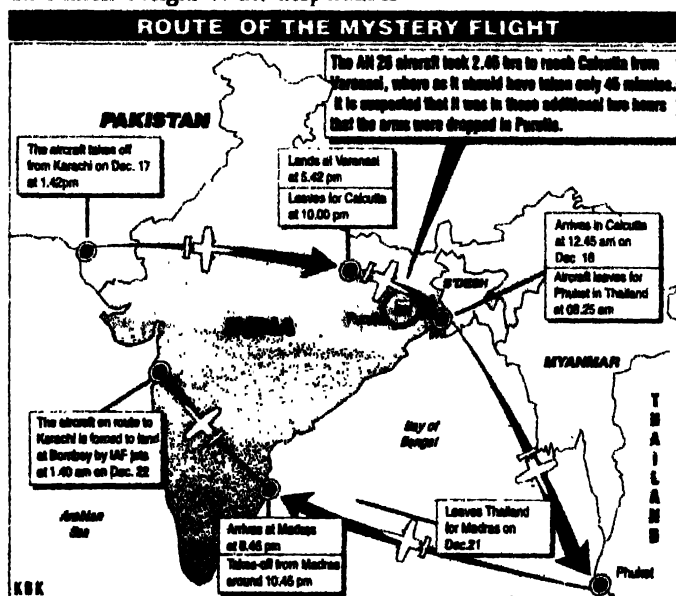 ROUTE OF THE MYSTERY FLIGHT
The AN 26 aircraft took 2.45 hrs to reach Calcutta from
Varanasi, where as it should have taken only 45 minutes.
It is suspected that it was in these additional two hours
that the arms were dropped in Purulia.
PAKISTAN
The aircraft takes off
from Karachi on Dec. 17
at 1.42pm
Lands at Varanasi
at 5.42 pm
Leaves for Calcutta
at 10.00 pm
Arrives in Calcutta
at 12.45 am on
Dec 18
Aircraft leaves for
Phuket in Thailand
at 08.25 am
B'DESH
INDIA
MYANMAR
THAILAND
The aircraft en route to
Karachi is forced to land
at Bombay by IAF jets
at 1.40 am on Dec. 22
Bay of
Bengal
Arabian
Sea
Arrives at Madras
at 8.45 pm
Takes-off from Madras
around 10.45 pm
Leaves Thailand
for Madras on
Dec.21
Phuket
KBK